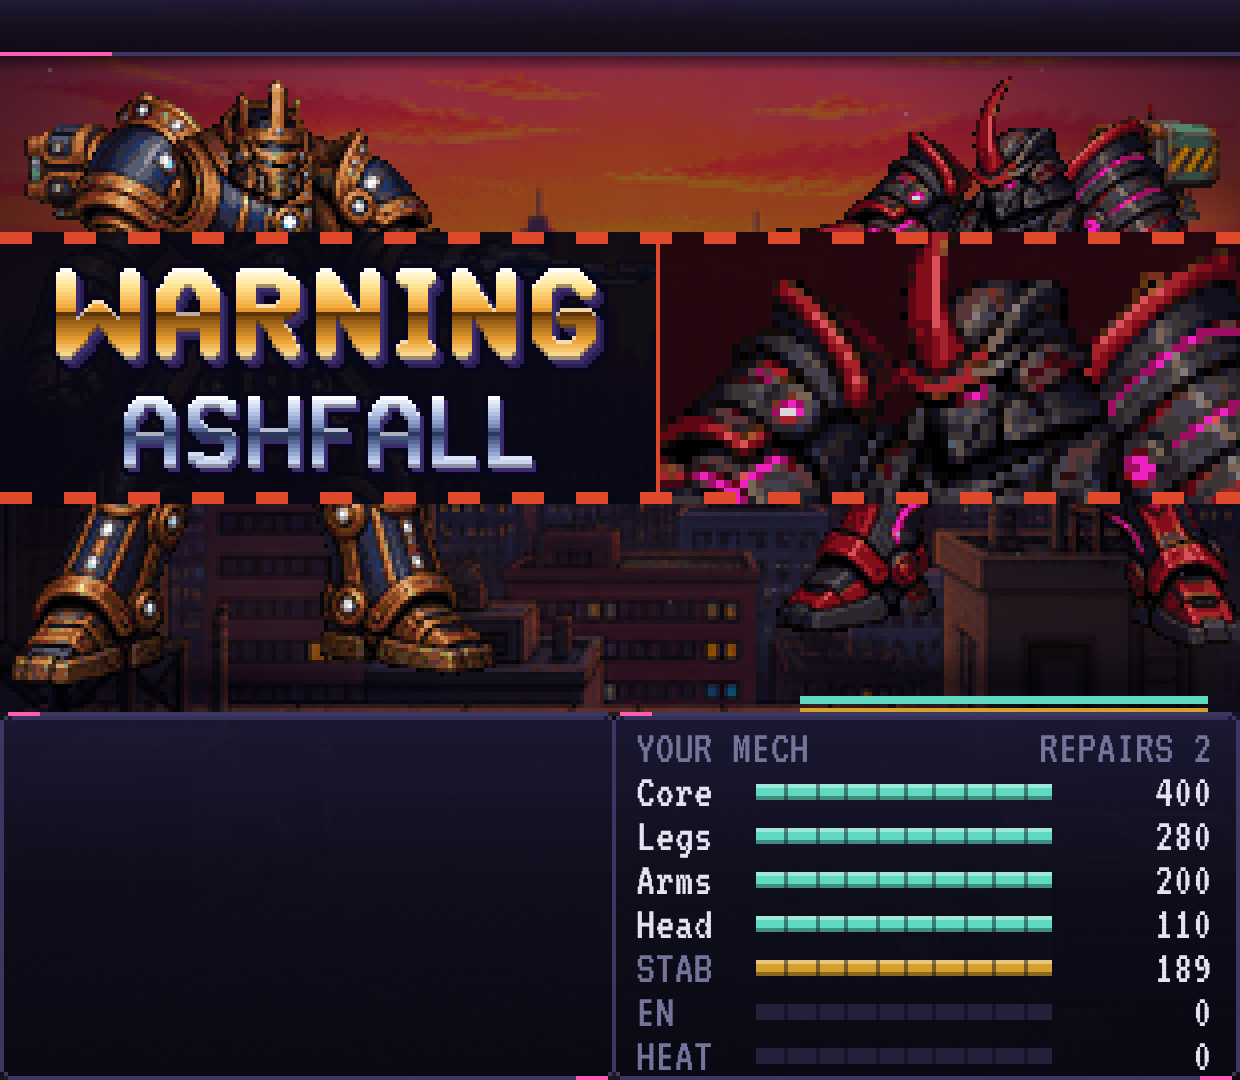 WARNING
ASHFALL
YOUR MECH REPAIRS 2
Core 400
Legs 280
Arms 200
Head 110
STAB 189
EN 0
HEAT 0